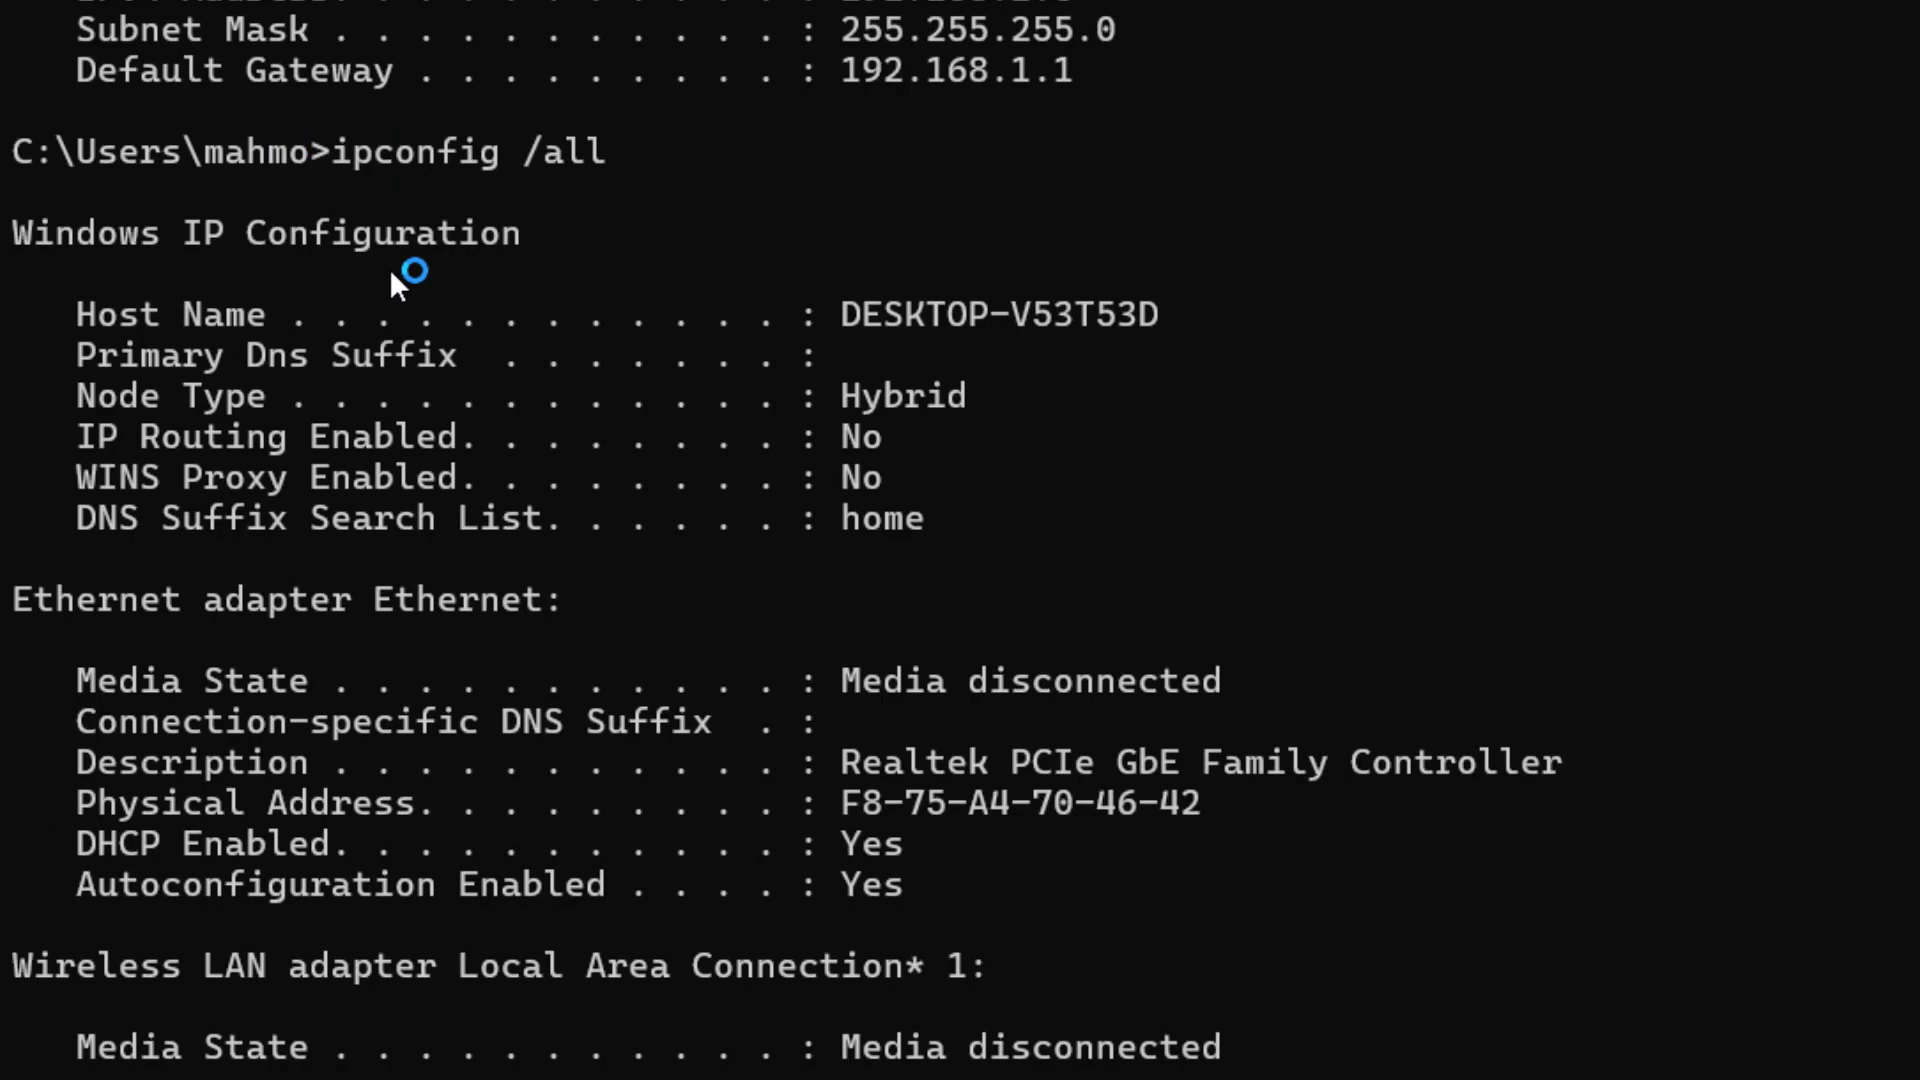 Subnet Mask . . . . . . . . . . . : 255.255.255.0
Default Gateway . . . . . . . . . : 192.168.1.1
C:\Users\mahmo>ipconfig /all
Windows IP Configuration
Host Name . . . . . . . . . . . . : DESKTOP-V53T53D
Primary Dns Suffix  . . . . . . . :
Node Type . . . . . . . . . . . . : Hybrid
IP Routing Enabled. . . . . . . . : No
WINS Proxy Enabled. . . . . . . . : No
DNS Suffix Search List. . . . . . : home
Ethernet adapter Ethernet:
Media State . . . . . . . . . . . : Media disconnected
Connection-specific DNS Suffix  . :
Description . . . . . . . . . . . : Realtek PCIe GbE Family Controller
Physical Address. . . . . . . . . : F8-75-A4-70-46-42
DHCP Enabled. . . . . . . . . . . : Yes
Autoconfiguration Enabled . . . . : Yes
Wireless LAN adapter Local Area Connection* 1:
Media State . . . . . . . . . . . : Media disconnected